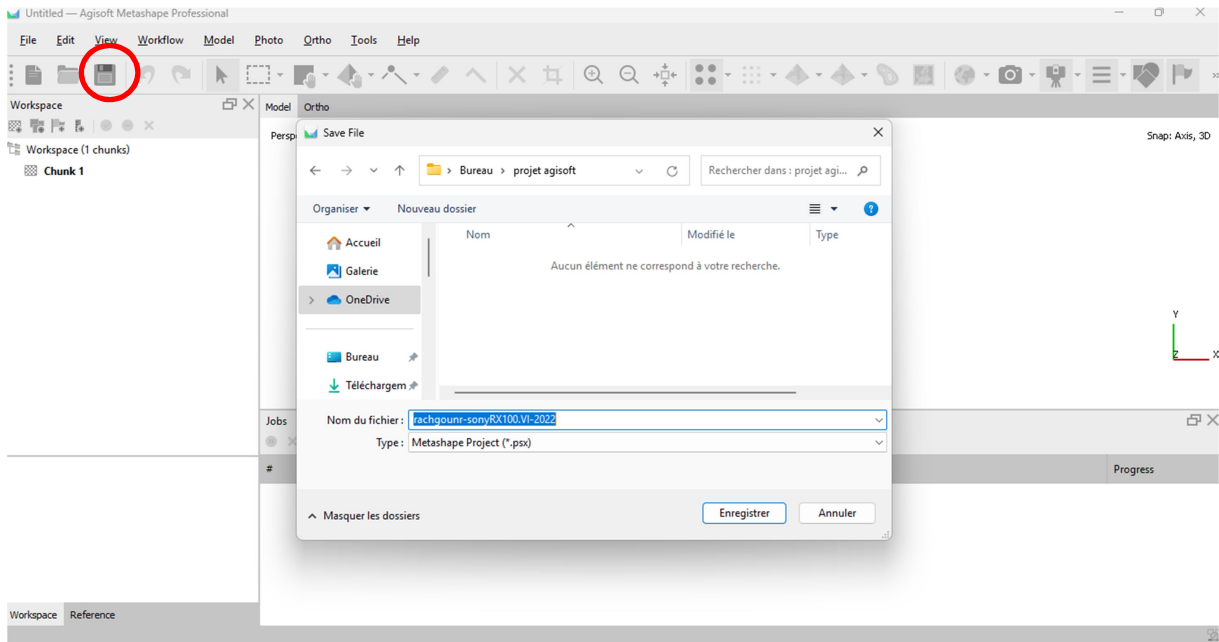 Untitled — Agisoft Metashape Professional
File Edit View Workflow Model Photo Ortho Tools Help
Workspace
Workspace (1 chunks)
Chunk 1
Model Ortho
Persp
Snap: Axis, 3D
Save File
Bureau > projet agisoft
Rechercher dans : projet agi...
Organiser Nouveau dossier
Accueil
Galerie
OneDrive
Bureau
Téléchargem
Nom Modifié le Type
Aucun élément ne correspond à votre recherche.
Nom du fichier : rachgounr-sonyRX100.VI-2022
Type : Metashape Project (*.psx)
Masquer les dossiers
Enregistrer Annuler
Y
Z X
Jobs
# Progress
Workspace Reference